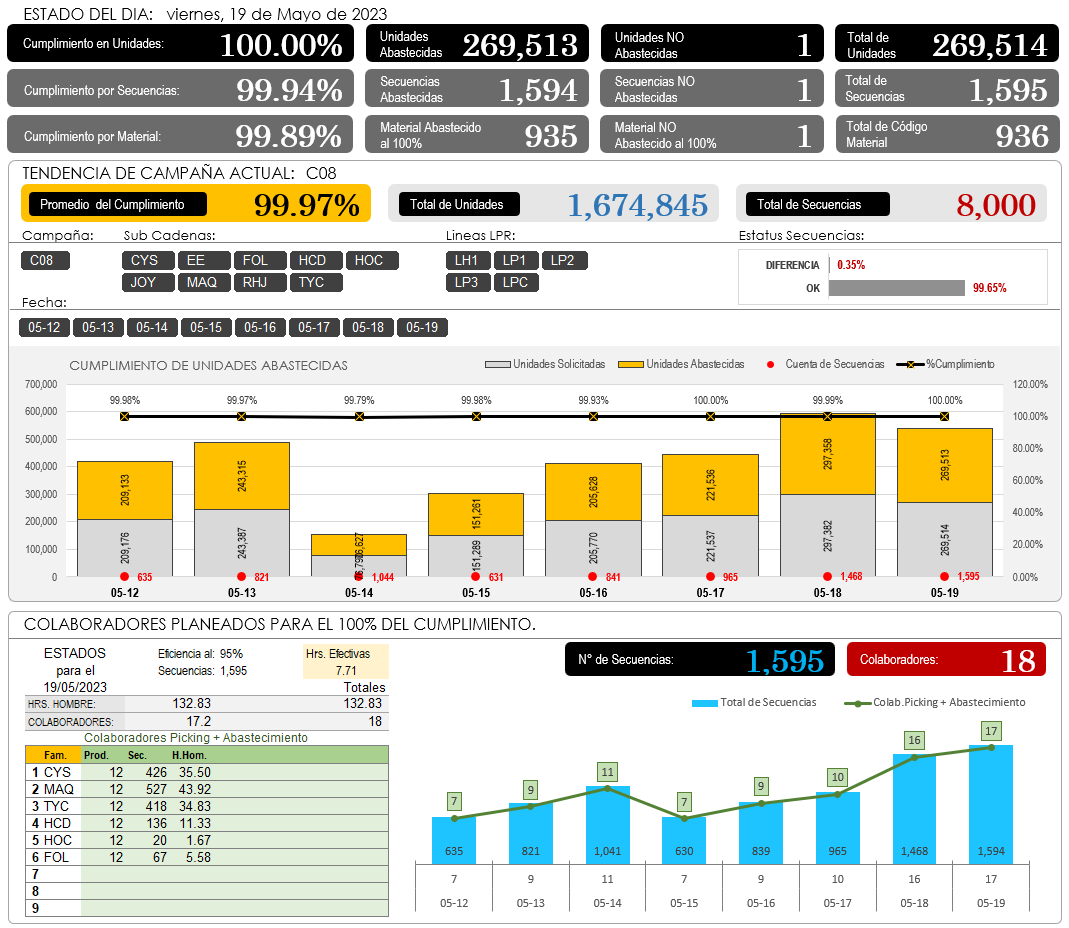 ESTADO DEL DIA: viernes, 19 de Mayo de 2023
Cumplimiento en Unidades: 100.00%
Unidades Abastecidas 269,513
Unidades NO Abastecidas 1
Total de Unidades 269,514
Cumplimiento por Secuencias: 99.94%
Secuencias Abastecidas 1,594
Secuencias NO Abastecidas 1
Total de Secuencias 1,595
Cumplimiento por Material: 99.89%
Material Abastecido al 100% 935
Material NO Abastecido al 100% 1
Total de Código Material 936
TENDENCIA DE CAMPAÑA ACTUAL: C08
Promedio del Cumplimiento 99.97%
Total de Unidades 1,674,845
Total de Secuencias 8,000
Campaña: Sub Cadenas: Lineas LPR: Estatus Secuencias:
C08 CYS EE FOL HCD HOC LH1 LP1 LP2
JOY MAQ RHJ TYC LP3 LPC
DIFERENCIA 0.35%
OK 99.65%
Fecha:
05-12 05-13 05-14 05-15 05-16 05-17 05-18 05-19
CUMPLIMIENTO DE UNIDADES ABASTECIDAS
Unidades Solicitadas Unidades Abastecidas Cuenta de Secuencias %Cumplimiento
700,000
600,000
500,000
400,000
300,000
200,000
100,000
0
120.00%
100.00%
80.00%
60.00%
40.00%
20.00%
0.00%
99.98% 99.97% 99.79% 99.98% 99.93% 100.00% 99.99% 100.00%
209,133 243,315 76,627 151,261 205,628 221,536 297,358 269,513
209,176 243,387 151,289 205,770 221,537 297,382 269,514
635 821 1,044 631 841 965 1,468 1,595
05-12 05-13 05-14 05-15 05-16 05-17 05-18 05-19
COLABORADORES PLANEADOS PARA EL 100% DEL CUMPLIMIENTO.
ESTADOS para el 19/05/2023
Eficiencia al: 95%
Secuencias: 1,595
Hrs. Efectivas
7.71
Totales
HRS. HOMBRE: 132.83 132.83
COLABORADORES: 17.2 18
Colaboradores Picking + Abastecimiento
Fam. Prod. Sec. H.Hom.
1 CYS 12 426 35.50
2 MAQ 12 527 43.92
3 TYC 12 418 34.83
4 HCD 12 136 11.33
5 HOC 12 20 1.67
6 FOL 12 67 5.58
7
8
9
N° de Secuencias: 1,595
Colaboradores: 18
Total de Secuencias Colab.Picking + Abastecimiento
7 9 11 7 9 10 16 17
635 821 1,041 630 839 965 1,468 1,594
7 9 11 7 9 10 16 17
05-12 05-13 05-14 05-15 05-16 05-17 05-18 05-19